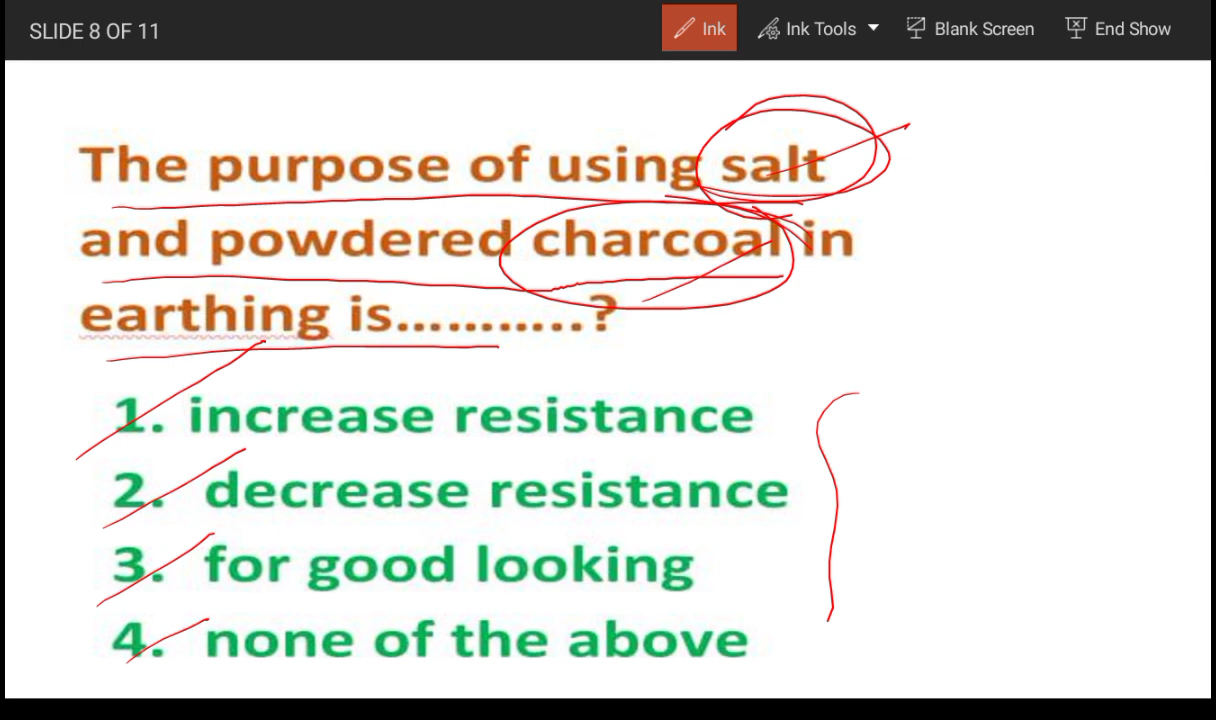 SLIDE 8 OF 11 Ink Ink Tools Blank Screen End Show
The purpose of using salt
and powdered charcoal in
earthing is...........?
1. increase resistance
2. decrease resistance
3. for good looking
4. none of the above